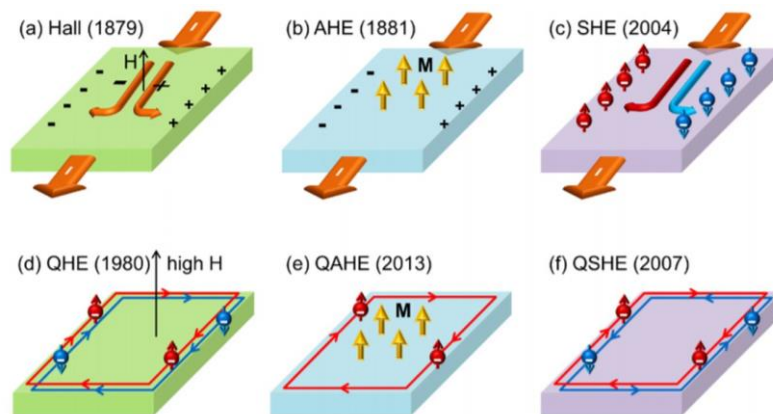 (a) Hall (1879)
(b) AHE (1881)
(c) SHE (2004)
H
M
(d) QHE (1980)
high H
(e) QAHE (2013)
(f) QSHE (2007)
M